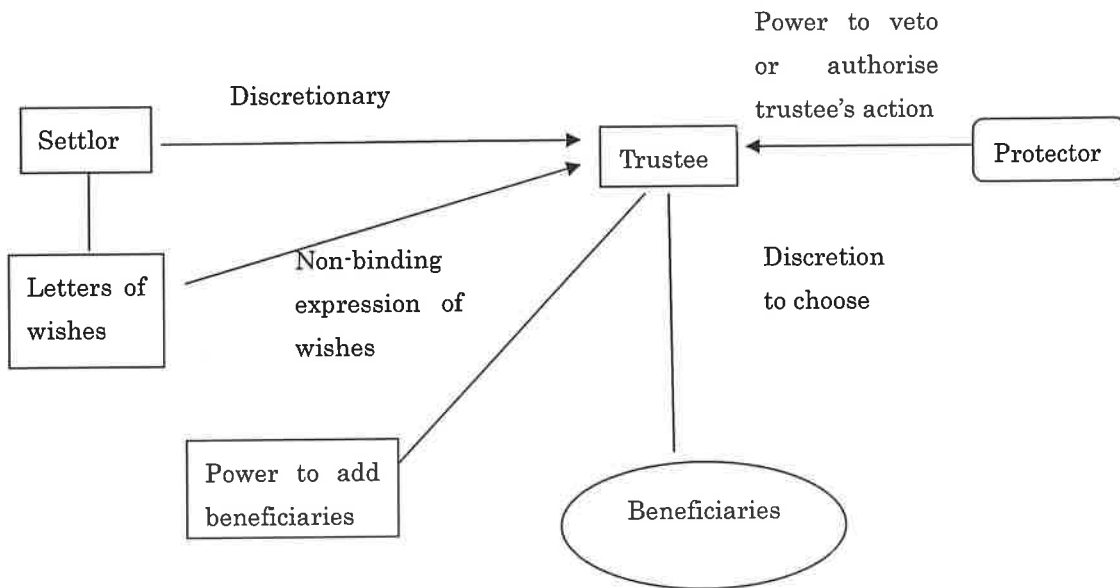 Power to veto
or authorise
trustee's action
Discretionary
Settlor
Trustee
Protector
Letters of
wishes
Non-binding
expression of
wishes
Discretion
to choose
Power to add
beneficiaries
Beneficiaries